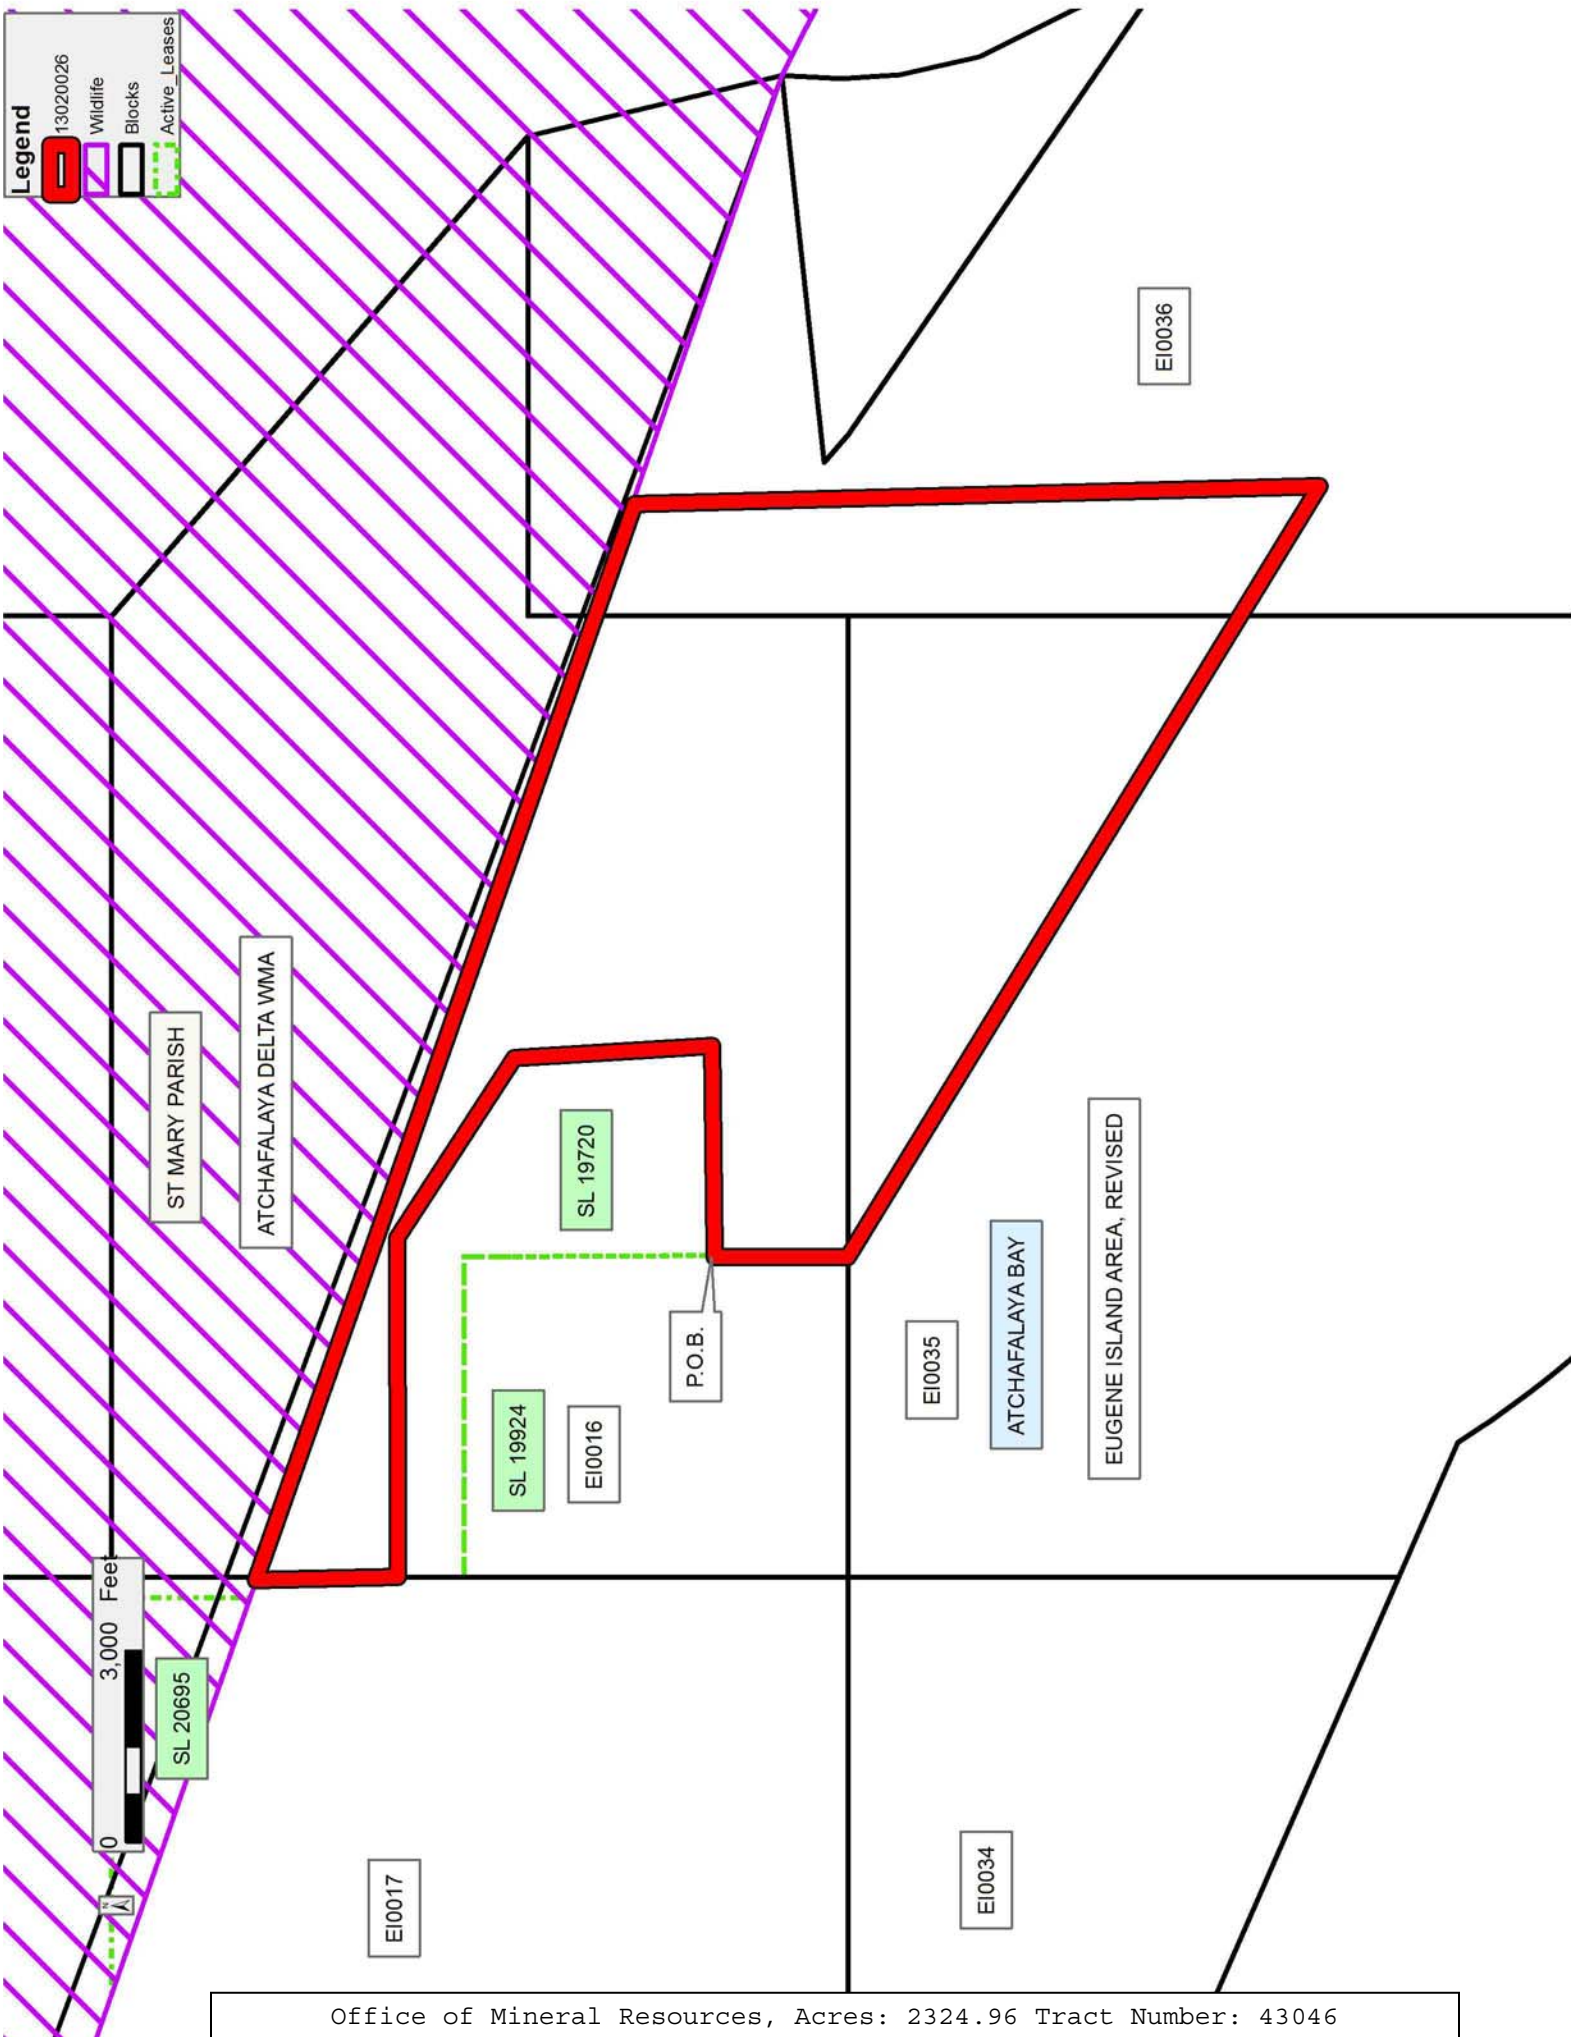 Legend
13020026
Wildlife
Blocks
Active_Leases
ST MARY PARISH
ATCHAFALAYA DELTA WMA
0 3,000 Feet
N
SL 20695
SL 19720
SL 19924
EI0016
P.O.B.
EI0036
EI0017
EI0035
EI0034
ATCHAFALAYA BAY
EUGENE ISLAND AREA, REVISED
Office of Mineral Resources, Acres: 2324.96 Tract Number: 43046